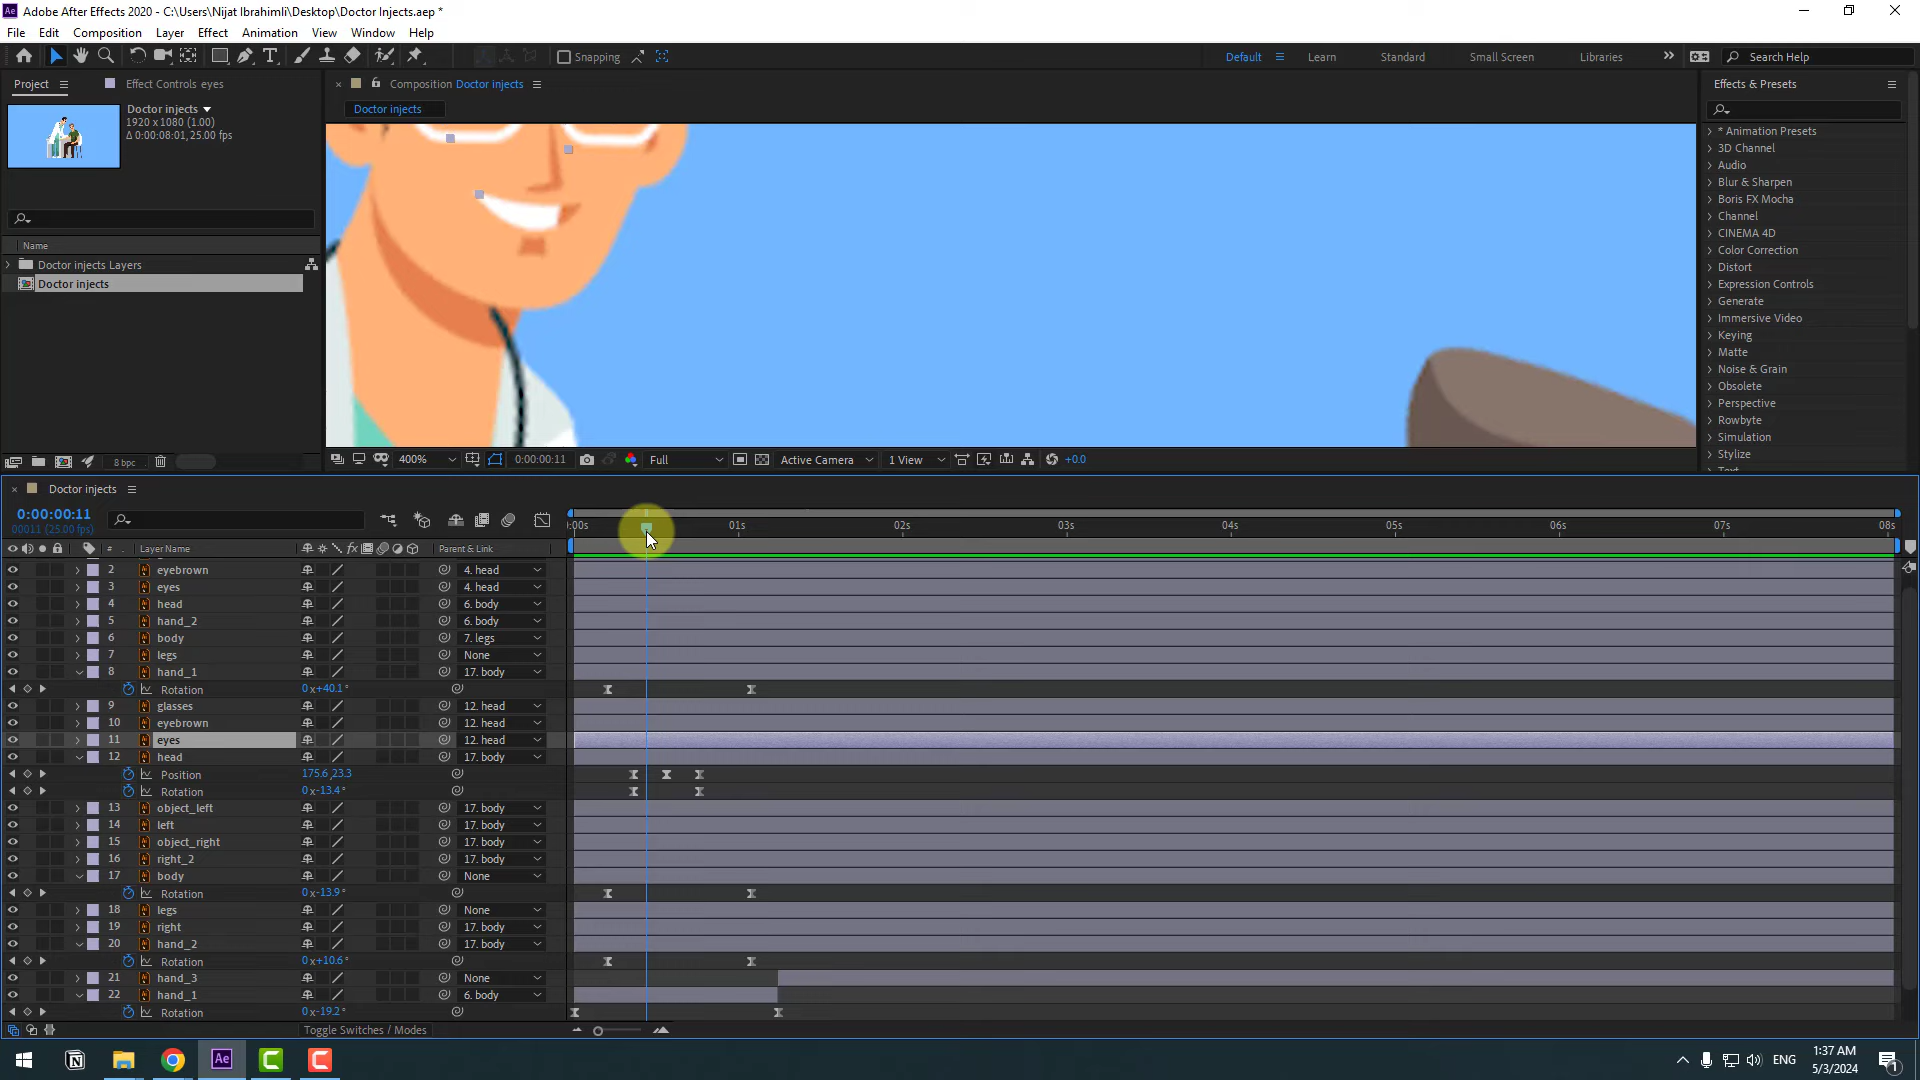 Adobe After Effects 2020 - C:\Users\Nijat Ibrahimli\Desktop\Doctor Injects.aep *
File Edit Composition Layer Effect Animation View Window Help
Snapping Default Learn Standard Small Screen Libraries Search Help
Project Effect Controls eyes Composition Doctor injects Effects & Presets
Doctor injects
1920 x 1080 (1.00)
Δ 0:00:08:01, 25.00 fps
Doctor injects
* Animation Presets
3D Channel
Audio
Blur & Sharpen
Boris FX Mocha
Channel
CINEMA 4D
Color Correction
Distort
Expression Controls
Generate
Immersive Video
Keying
Matte
Noise & Grain
Obsolete
Perspective
Rowbyte
Simulation
Stylize
Text
Name
Doctor injects Layers
Doctor injects
8 bpc
400% 0:00:00:11 Full Active Camera 1 View +0.0
Doctor injects
0:00:00:11
00011 (25.00 fps)
:00s 01s 02s 03s 04s 05s 06s 07s 08s
# Layer Name fx Parent & Link
2 eyebrown 4. head
3 eyes 4. head
4 head 6. body
5 hand_2 6. body
6 body 7. legs
7 legs None
8 hand_1 17. body
Rotation 0x+40.1°
9 glasses 12. head
10 eyebrown 12. head
11 eyes 12. head
12 head 17. body
Position 175.6,23.3
Rotation 0x-13.4°
13 object_left 17. body
14 left 17. body
15 object_right 17. body
16 right_2 17. body
17 body None
Rotation 0x-13.9°
18 legs None
19 right 17. body
20 hand_2 17. body
Rotation 0x+10.6°
21 hand_3 None
22 hand_1 6. body
Rotation 0x-19.2°
Toggle Switches / Modes
Ae
ENG
1:37 AM
5/3/2024
1